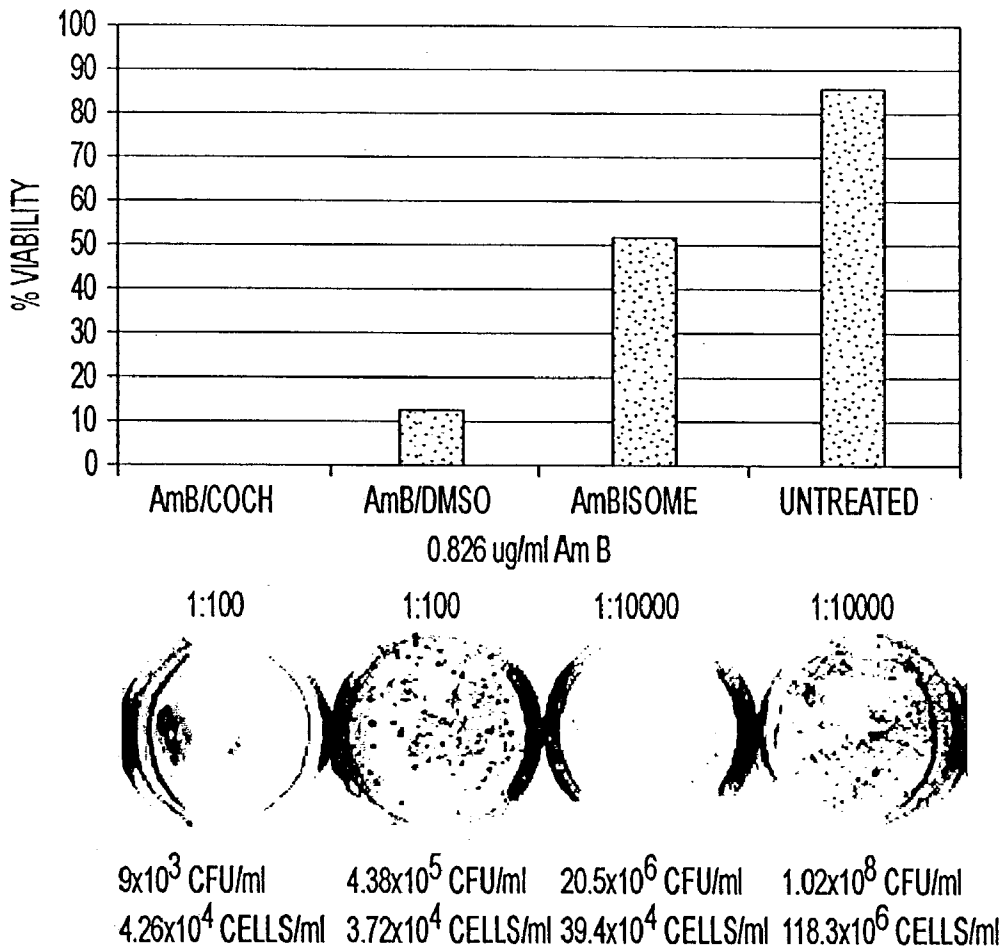 100
90
80
70
60
50
40
30
20
10
0
% VIABILITY
AmB/COCH AmB/DMSO AmBISOME UNTREATED
0.826 ug/ml Am B
1:100 1:100 1:10000 1:10000
9x10³ CFU/ml 4.38x10⁵ CFU/ml 20.5x10⁶ CFU/ml 1.02x10⁸ CFU/ml
4.26x10⁴ CELLS/ml 3.72x10⁴ CELLS/ml 39.4x10⁴ CELLS/ml 118.3x10⁶ CELLS/ml